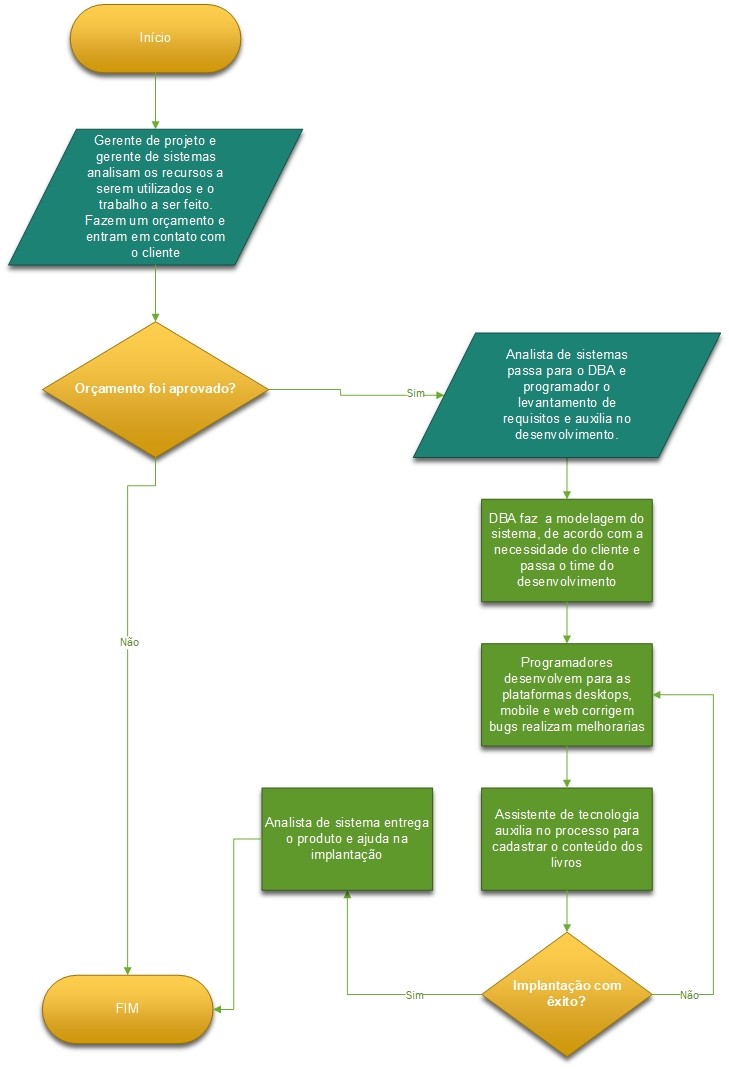 Início
Gerente de projeto e
gerente de sistemas
analisam os recursos a
serem utilizados e o
trabalho a ser feito.
Fazem um orçamento e
entram em contato com
o cliente
Orçamento foi aprovado?
Sim
Analista de sistemas
passa para o DBA e
programador o
levantamento de
requisitos e auxilia no
desenvolvimento.
DBA faz  a modelagem do
sistema, de acordo com a
necessidade do cliente e
passa o time do
desenvolvimento
Não
Programadores
desenvolvem para as
plataformas desktops,
mobile e web corrigem
bugs realizam melhorarias
Analista de sistema entrega
o produto e ajuda na
implantação
Assistente de tecnologia
auxilia no processo para
cadastrar o conteúdo dos
livros
Implantação com
êxito?
Sim
Não
FIM